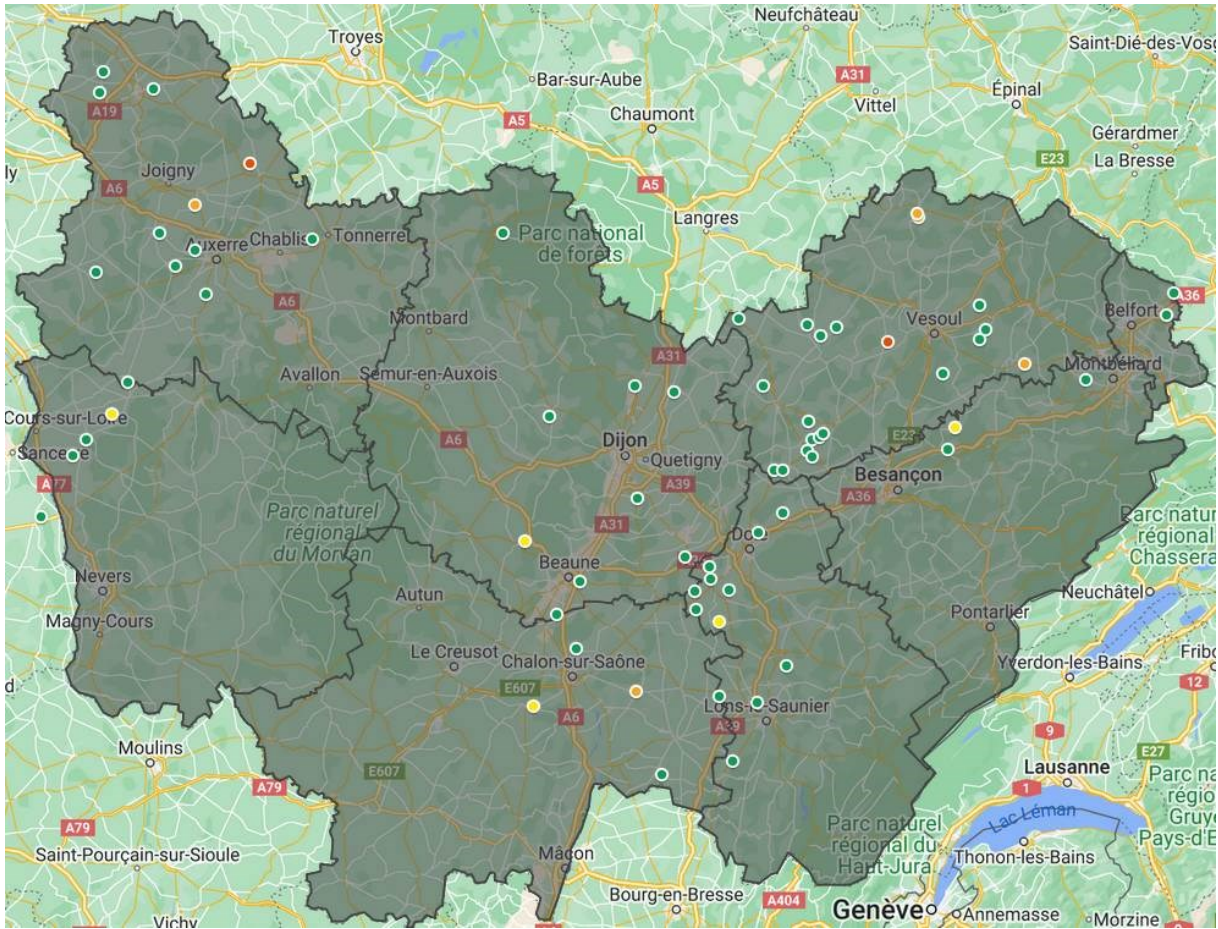 Neufchâteau
Troyes
Saint-Dié-des-Vosg
Bar-sur-Aube
A31
Épinal
Vittel
A19
Chaumont
A5
Gérardmer
E23
La Bresse
ly
Joigny
A6
A5
Langres
Auxerre
Chablis
Tonnerre
Parc national
de forêts
A36
A6
Belfort
Montbard
Vesoul
A31
Avallon
Semur-en-Auxois
Montbéliard
Cours-sur-Loire
A6
Dijon
E23
Sancerre
Quetigny
Besançon
A77
A39
A36
Parc naturel
régional
du Morvan
A31
Parc natu
régional
Chassera
Nevers
Beaune
Autun
Neuchâtel
Magny-Cours
Pontarlier
Le Creusot
Chalon-sur-Saône
Yverdon-les-Bains
Fribo
d
E607
12
A6
Lons-le-Saunier
A39
Moulins
9
E27
E607
Lausanne
A79
1
Parc na
régio
Gruye
Pays-d'E
Lac Léman
A79
Parc naturel
régional du
Haut-Jura
Saint-Pourçain-sur-Sioule
Mâcon
Thonon-les-Bains
Bourg-en-Bresse
A404
Genève
Annemasse
Morzine
Vichy